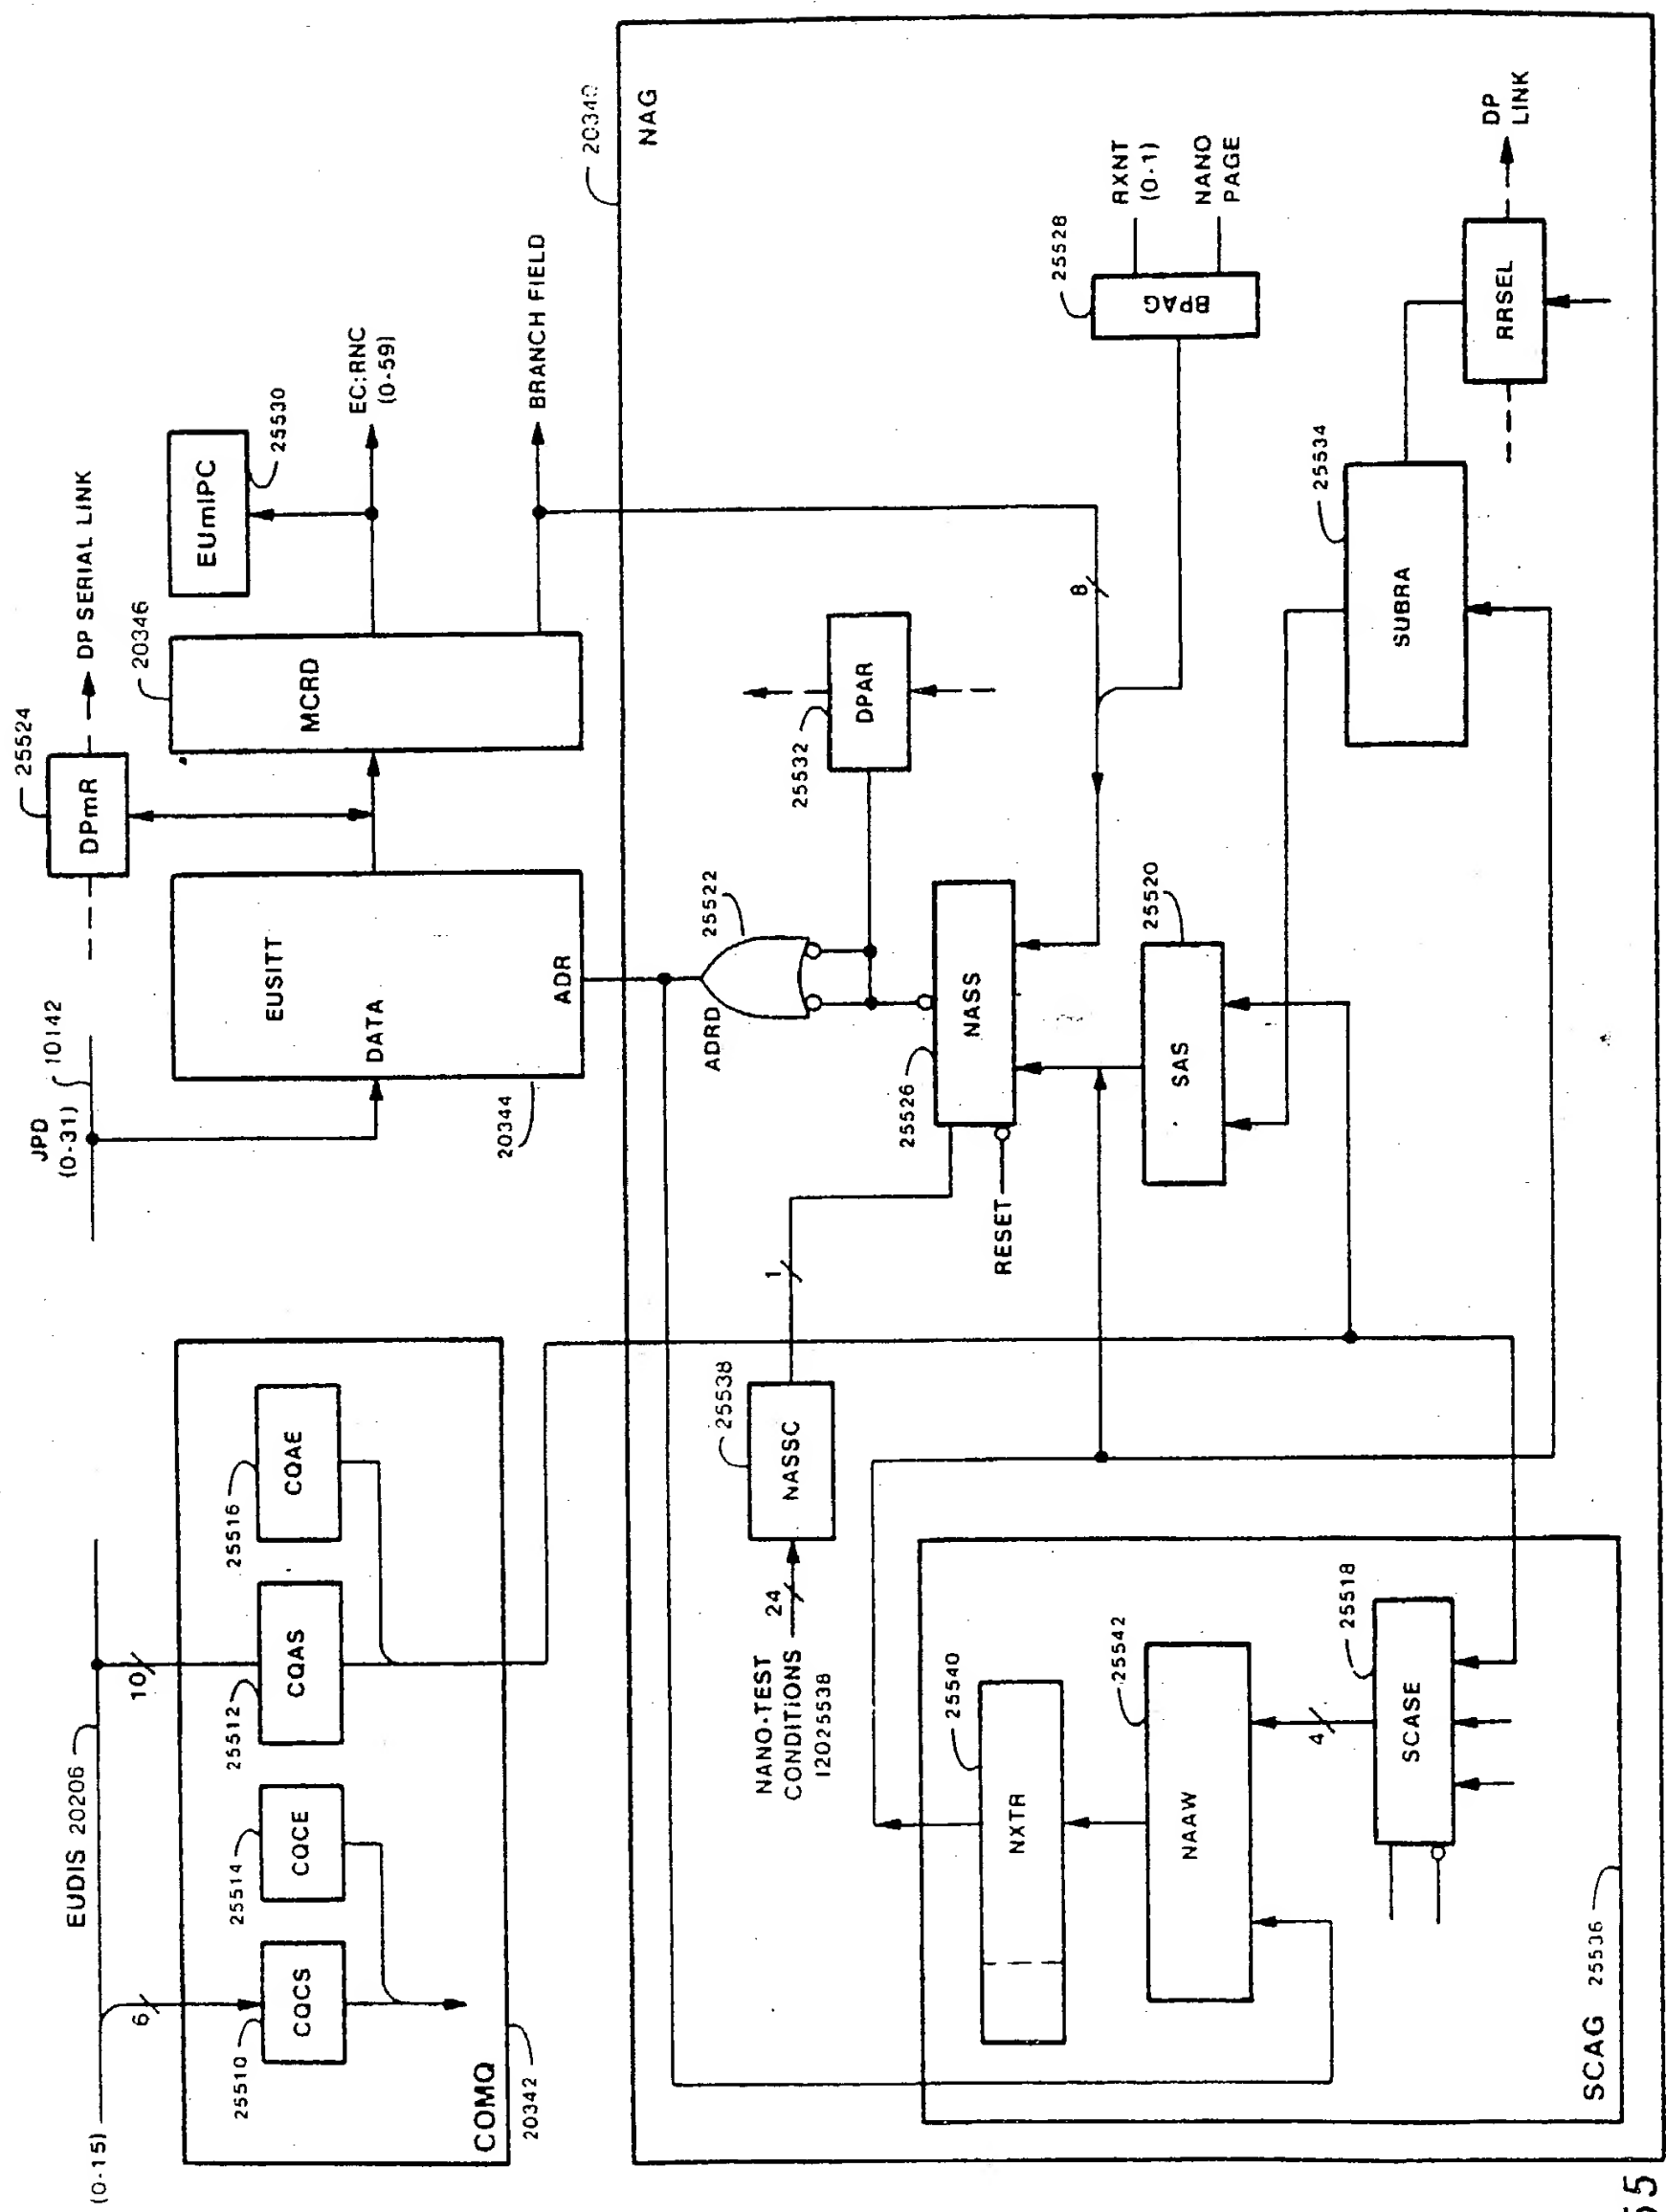 (0-15)
EUDIS 20206
JPD
(0-31)
10142
25524
DPmR
DP SERIAL LINK
6
10
25510
CQCS
25514
CQCE
25512
CQAS
25516
CQAE
COMQ
20342
EUSITT
DATA
ADR
20344
MCRD
20346
EUmIPC
25530
EC:RNC
(0-59)
BRANCH FIELD
20340
NAG
ADRD
25522
25532
DPAR
NANO-TEST
CONDITIONS
12025538
24
NASSC
25538
1
RESET
25526
NASS
8
25528
BPAG
RXNT
(0-1)
NANO
PAGE
SAS
25520
SUBRA
25534
RRSEL
DP
LINK
NXTR
25540
NAAW
25542
4
SCASE
25518
SCAG
25536
55